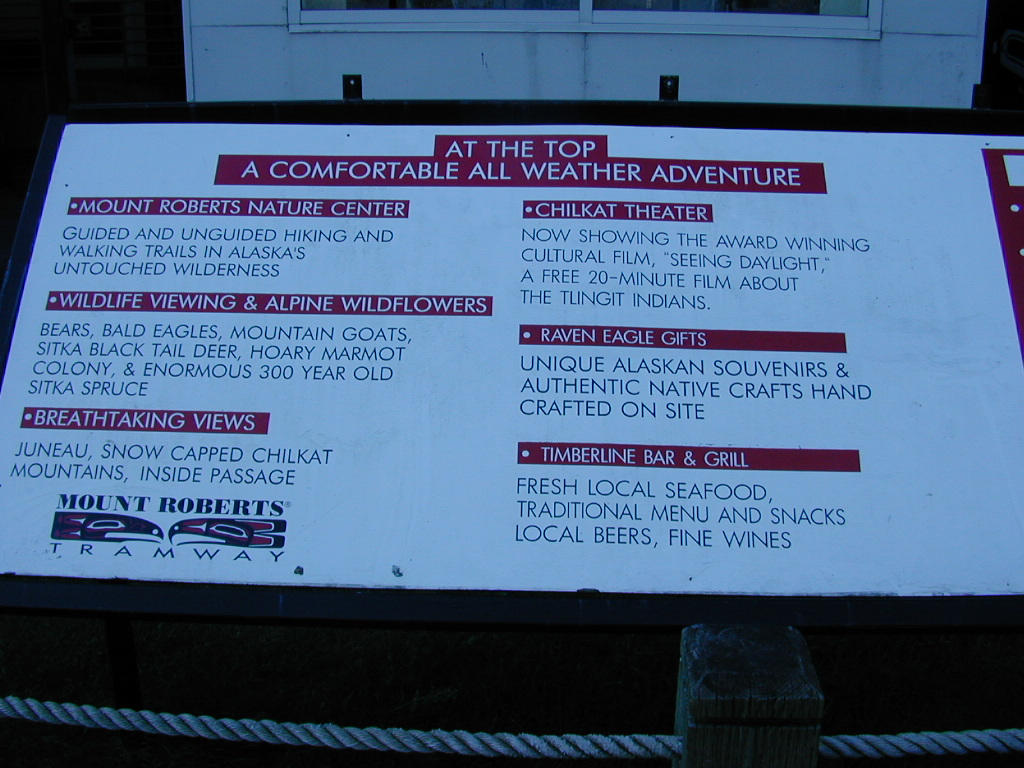 AT THE TOP
A COMFORTABLE ALL WEATHER ADVENTURE
•MOUNT ROBERTS NATURE CENTER
GUIDED AND UNGUIDED HIKING AND
WALKING TRAILS IN ALASKA'S
UNTOUCHED WILDERNESS
•WILDLIFE VIEWING & ALPINE WILDFLOWERS
BEARS, BALD EAGLES, MOUNTAIN GOATS,
SITKA BLACK TAIL DEER, HOARY MARMOT
COLONY, & ENORMOUS 300 YEAR OLD
SITKA SPRUCE
•BREATHTAKING VIEWS
JUNEAU, SNOW CAPPED CHILKAT
MOUNTAINS, INSIDE PASSAGE
MOUNT ROBERTS®
TRAMWAY
•CHILKAT THEATER
NOW SHOWING THE AWARD WINNING
CULTURAL FILM, "SEEING DAYLIGHT,"
A FREE 20-MINUTE FILM ABOUT
THE TLINGIT INDIANS.
• RAVEN EAGLE GIFTS
UNIQUE ALASKAN SOUVENIRS &
AUTHENTIC NATIVE CRAFTS HAND
CRAFTED ON SITE
• TIMBERLINE BAR & GRILL
FRESH LOCAL SEAFOOD,
TRADITIONAL MENU AND SNACKS
LOCAL BEERS, FINE WINES